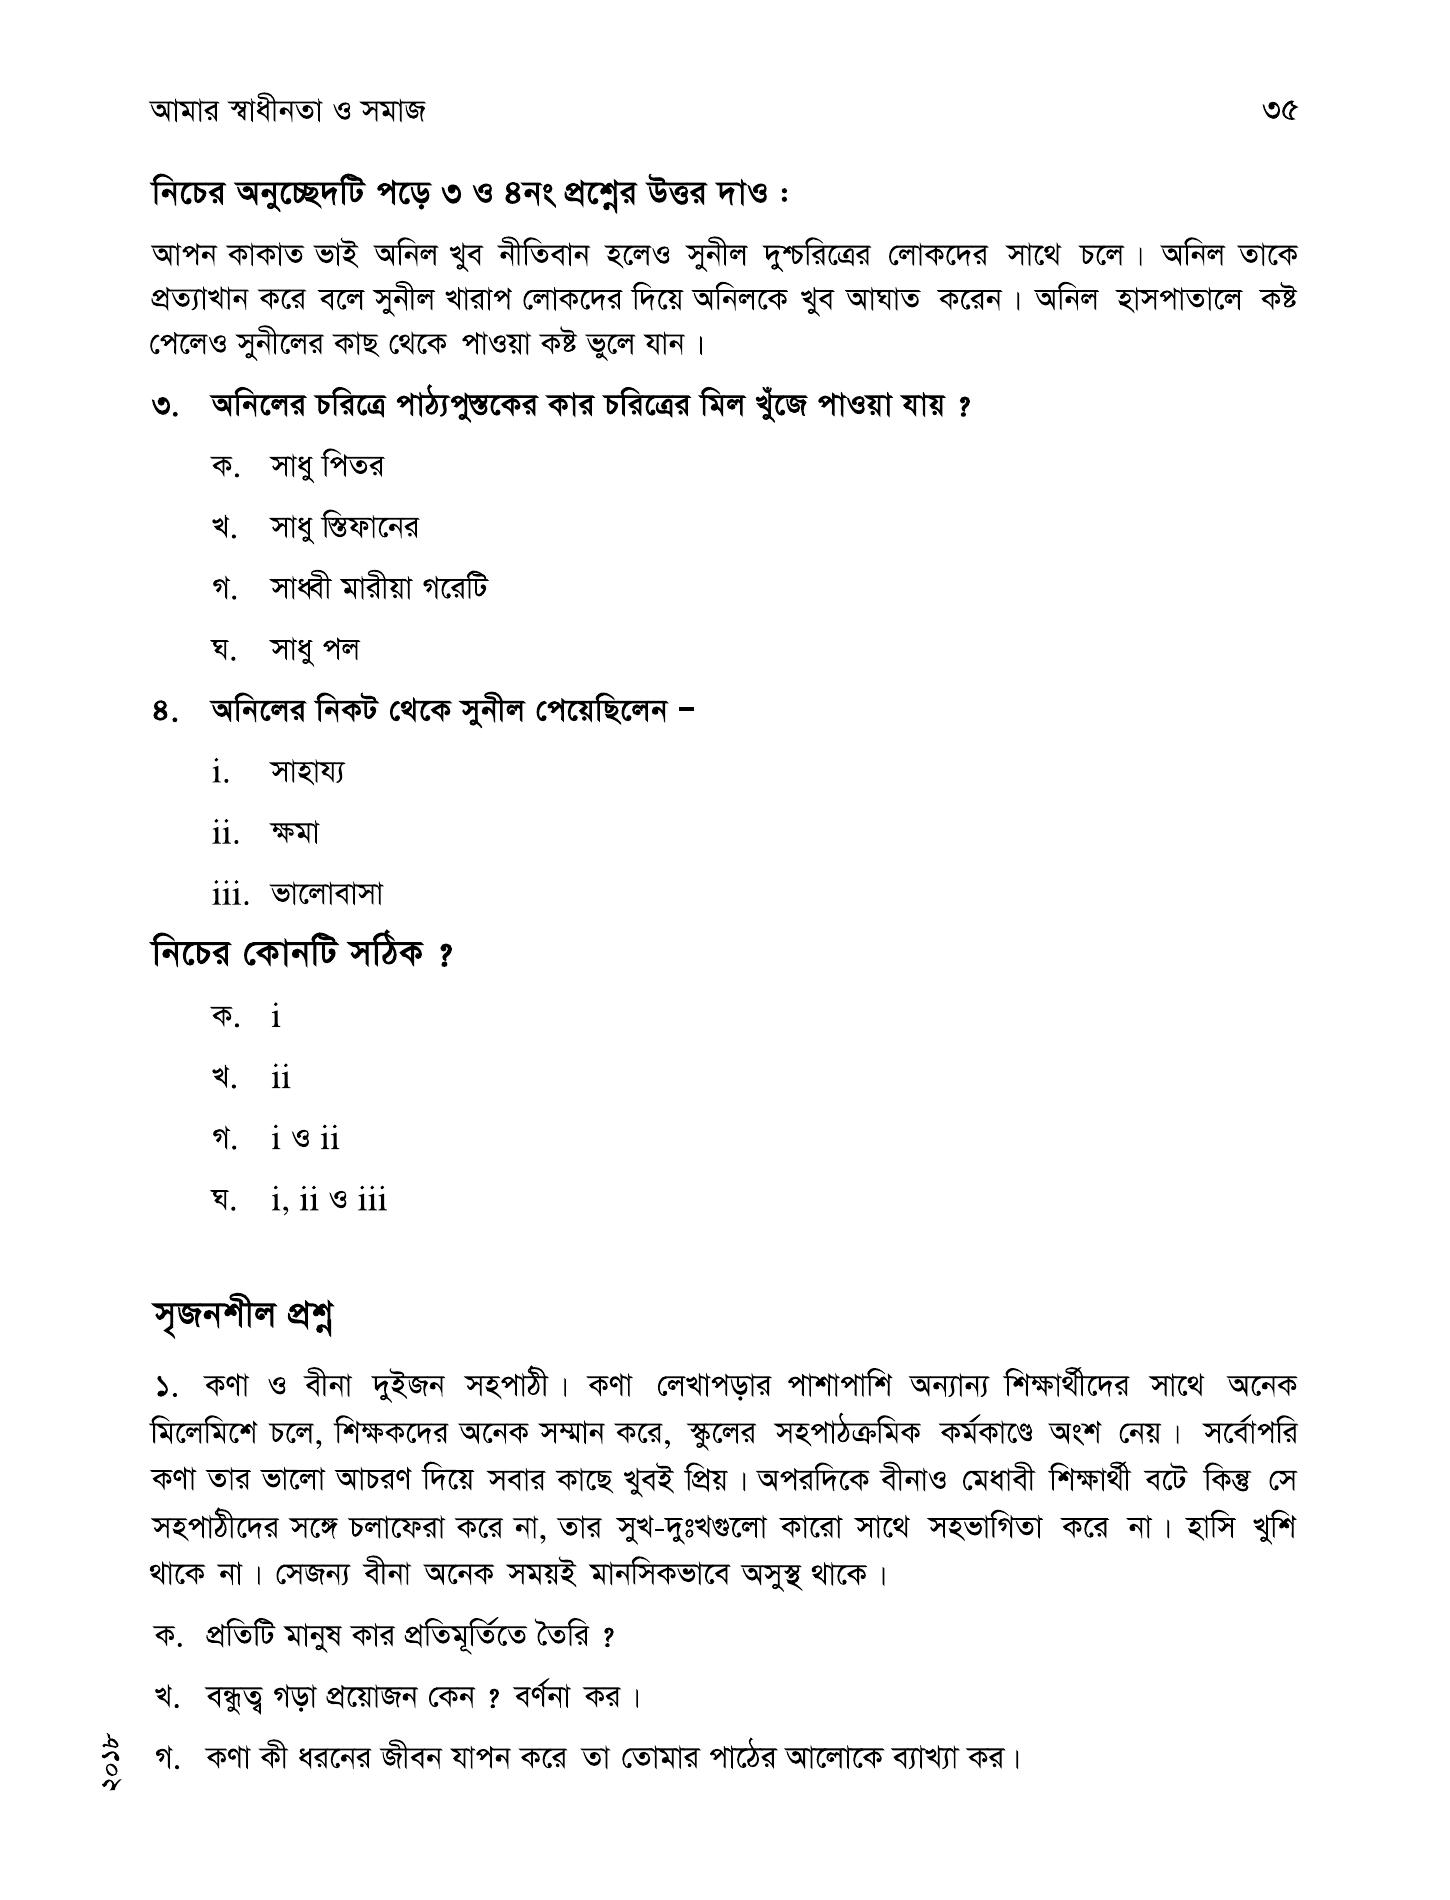 আমার স্বাধীনতা ও সমাজ ৩৫
নিচের অনুচ্ছেদটি পড়ে ৩ ও ৪নং প্রশ্নের উত্তর দাও :
আপন কাকাত ভাই অনিল খুব নীতিবান হলেও সুনীল দুশ্চরিত্রের লোকদের সাথে চলে। অনিল তাকে
প্রত্যাখান করে বলে সুনীল খারাপ লোকদের দিয়ে অনিলকে খুব আঘাত করেন। অনিল হাসপাতালে কষ্ট
পেলেও সুনীলের কাছ থেকে পাওয়া কষ্ট ভুলে যান।
৩. অনিলের চরিত্রে পাঠ্যপুস্তকের কার চরিত্রের মিল খুঁজে পাওয়া যায় ?
ক. সাধু পিতর
খ. সাধু স্তিফানের
গ. সাধ্বী মারীয়া গরেটি
ঘ. সাধু পল
৪. অনিলের নিকট থেকে সুনীল পেয়েছিলেন –
i. সাহায্য
ii. ক্ষমা
iii. ভালোবাসা
নিচের কোনটি সঠিক ?
ক. i
খ. ii
গ. i ও ii
ঘ. i, ii ও iii
সৃজনশীল প্রশ্ন
১. কণা ও বীনা দুইজন সহপাঠী। কণা লেখাপড়ার পাশাপাশি অন্যান্য শিক্ষার্থীদের সাথে অনেক
মিলেমিশে চলে, শিক্ষকদের অনেক সম্মান করে, স্কুলের সহপাঠক্রমিক কর্মকাণ্ডে অংশ নেয়। সর্বোপরি
কণা তার ভালো আচরণ দিয়ে সবার কাছে খুবই প্রিয়। অপরদিকে বীনাও মেধাবী শিক্ষার্থী বটে কিন্তু সে
সহপাঠীদের সঙ্গে চলাফেরা করে না, তার সুখ-দুঃখগুলো কারো সাথে সহভাগিতা করে না। হাসি খুশি
থাকে না। সেজন্য বীনা অনেক সময়ই মানসিকভাবে অসুস্থ থাকে।
ক. প্রতিটি মানুষ কার প্রতিমূর্তিতে তৈরি ?
খ. বন্ধুত্ব গড়া প্রয়োজন কেন ? বর্ণনা কর।
গ. কণা কী ধরনের জীবন যাপন করে তা তোমার পাঠের আলোকে ব্যাখ্যা কর।
২০১৮